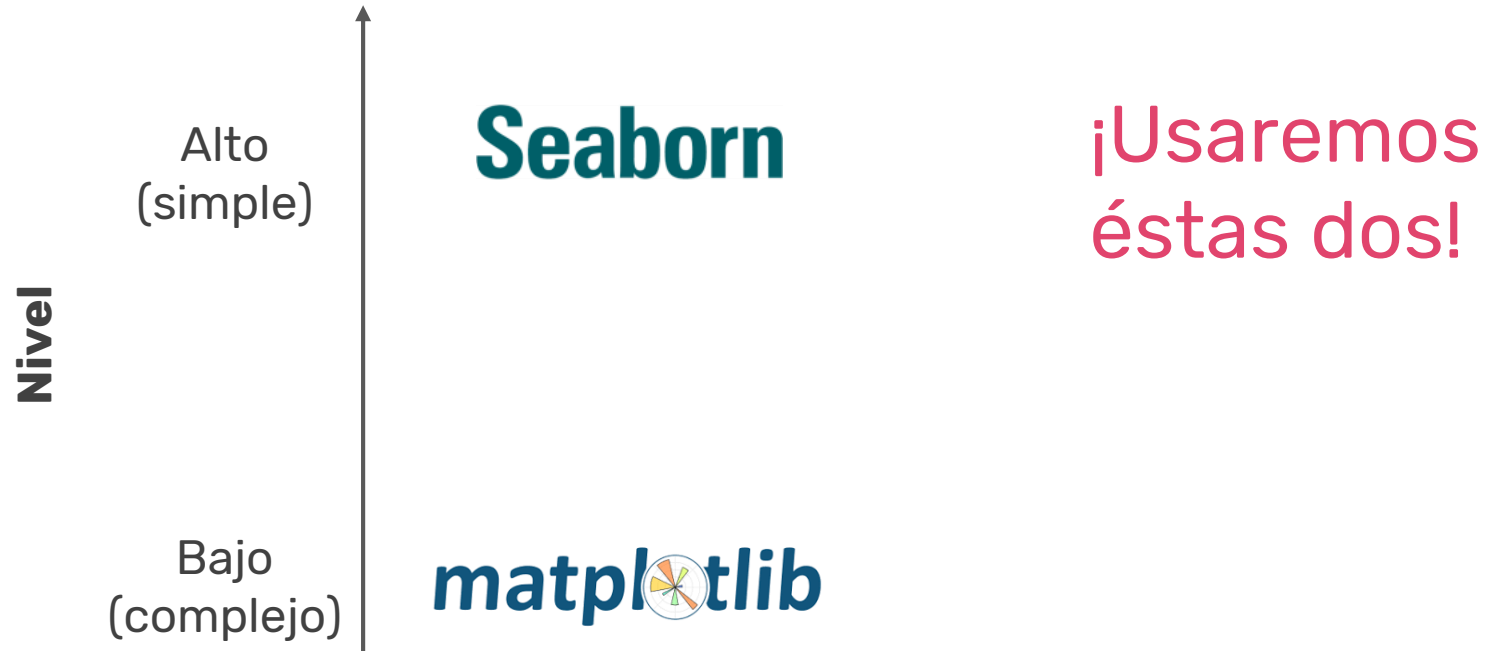 Nivel
Alto
(simple)
Seaborn
¡Usaremos
éstas dos!
Bajo
(complejo)
matplotlib